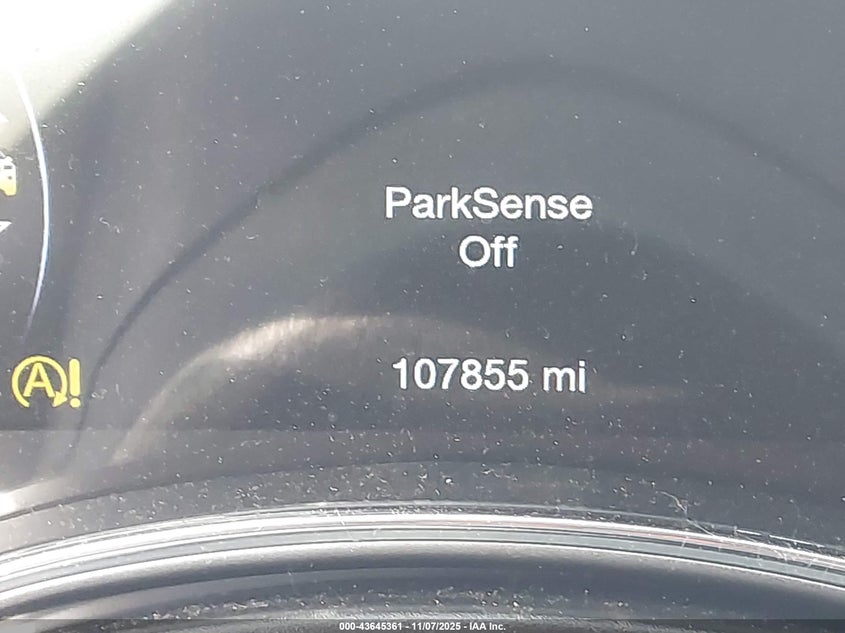 ParkSense
Off
A!
107855 mi
000-43645361 - 11/07/2025 - IAA Inc.